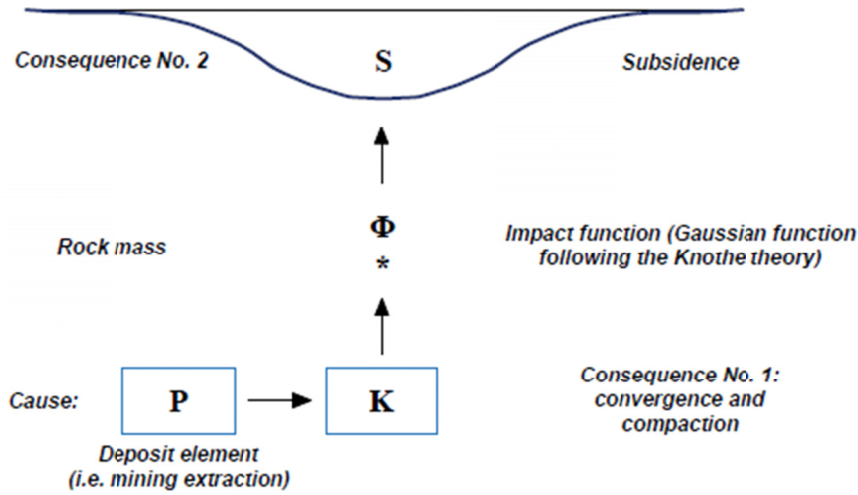 Consequence No. 2
S
Subsidence
Rock mass
Φ
*
Impact function (Gaussian function
following the Knothe theory)
Cause:
P
K
Consequence No. 1:
convergence and
compaction
Deposit element
(i.e. mining extraction)